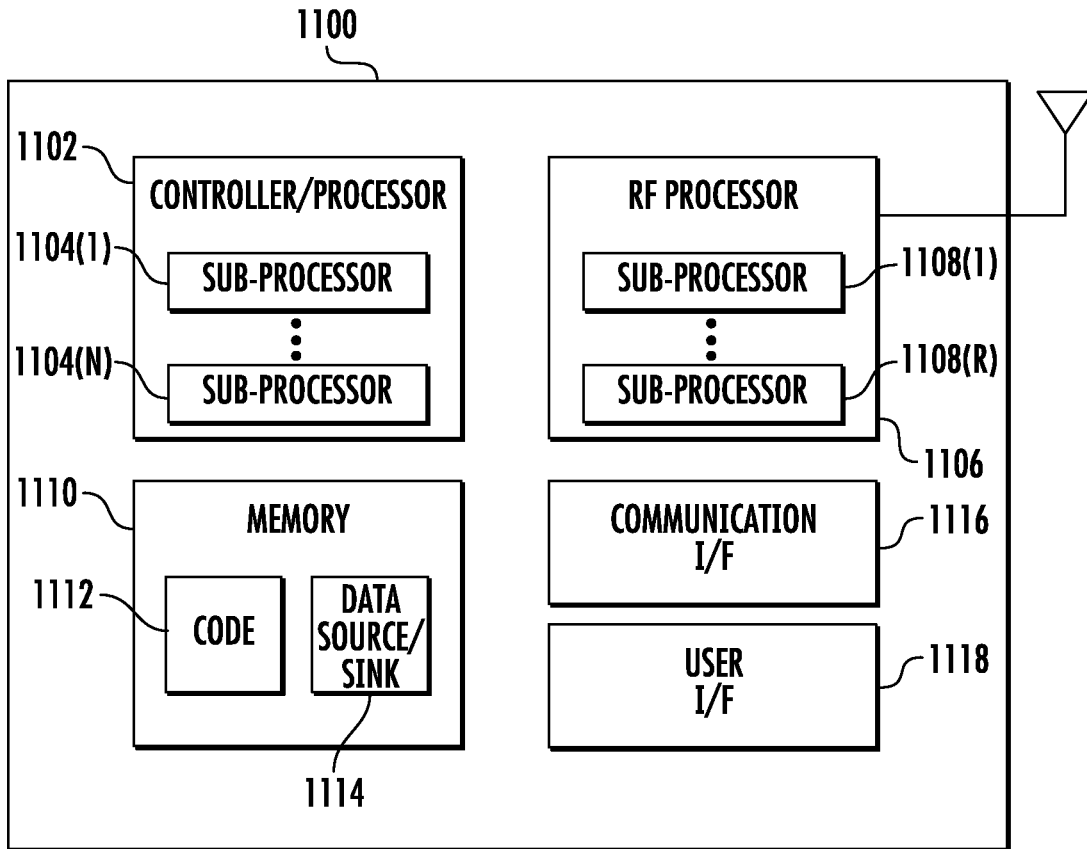 1100
1102
CONTROLLER/PROCESSOR
1104(1)
SUB-PROCESSOR
1104(N)
SUB-PROCESSOR
RF PROCESSOR
SUB-PROCESSOR
1108(1)
SUB-PROCESSOR
1108(R)
1106
1110
MEMORY
1112
CODE
DATA
SOURCE/
SINK
1114
COMMUNICATION
I/F
1116
USER
I/F
1118